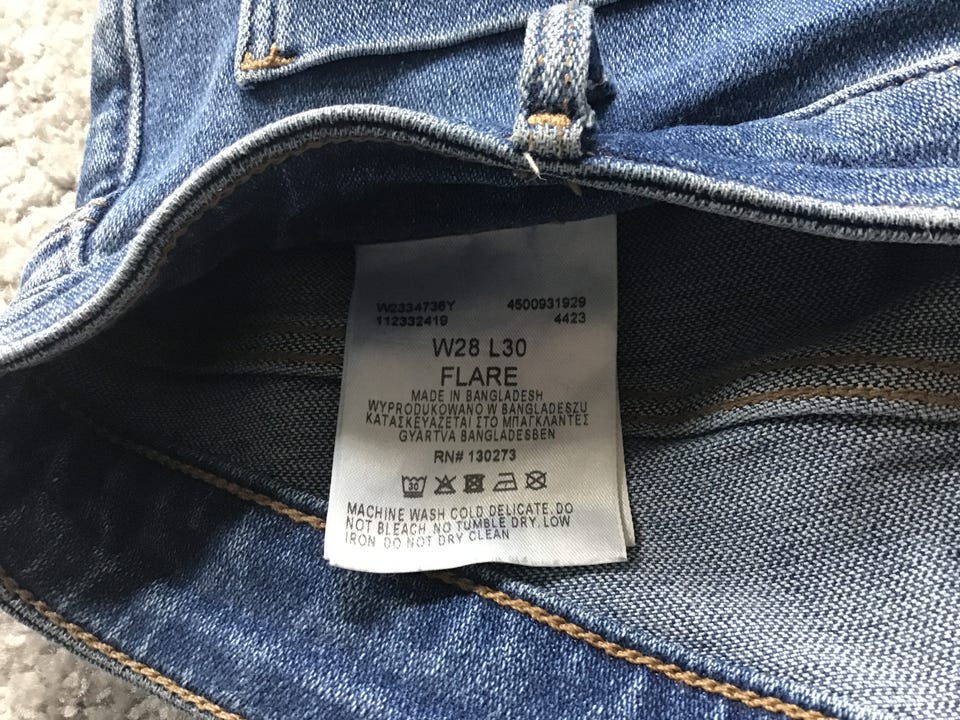 W2334736Y 4500931929
112332419 4423
W28 L30
FLARE
MADE IN BANGLADESH
WYPRODUKOWANO W BANGLADESZU
ΚΑΤΑΣΚΕΥΑΖΕΤΑΙ ΣΤΟ ΜΠΑΓΚΛΑΝΤΕΣ
GYÁRTVA BANGLADESBEN
RN# 130273
30
MACHINE WASH COLD DELICATE. DO
NOT BLEACH. NO TUMBLE DRY. LOW
IRON. DO NOT DRY CLEAN